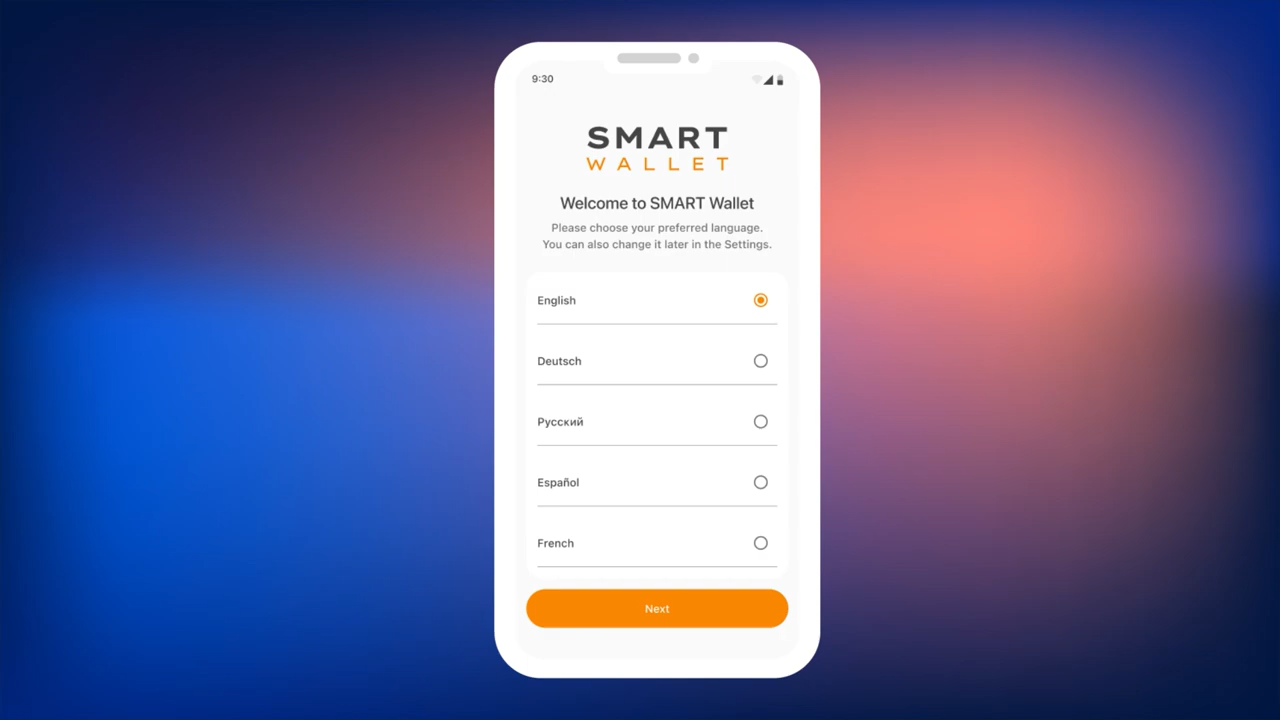 9:30
SMART
WALLET
Welcome to SMART Wallet
Please choose your preferred language.
You can also change it later in the Settings.
English
Deutsch
Русский
Español
French
Next